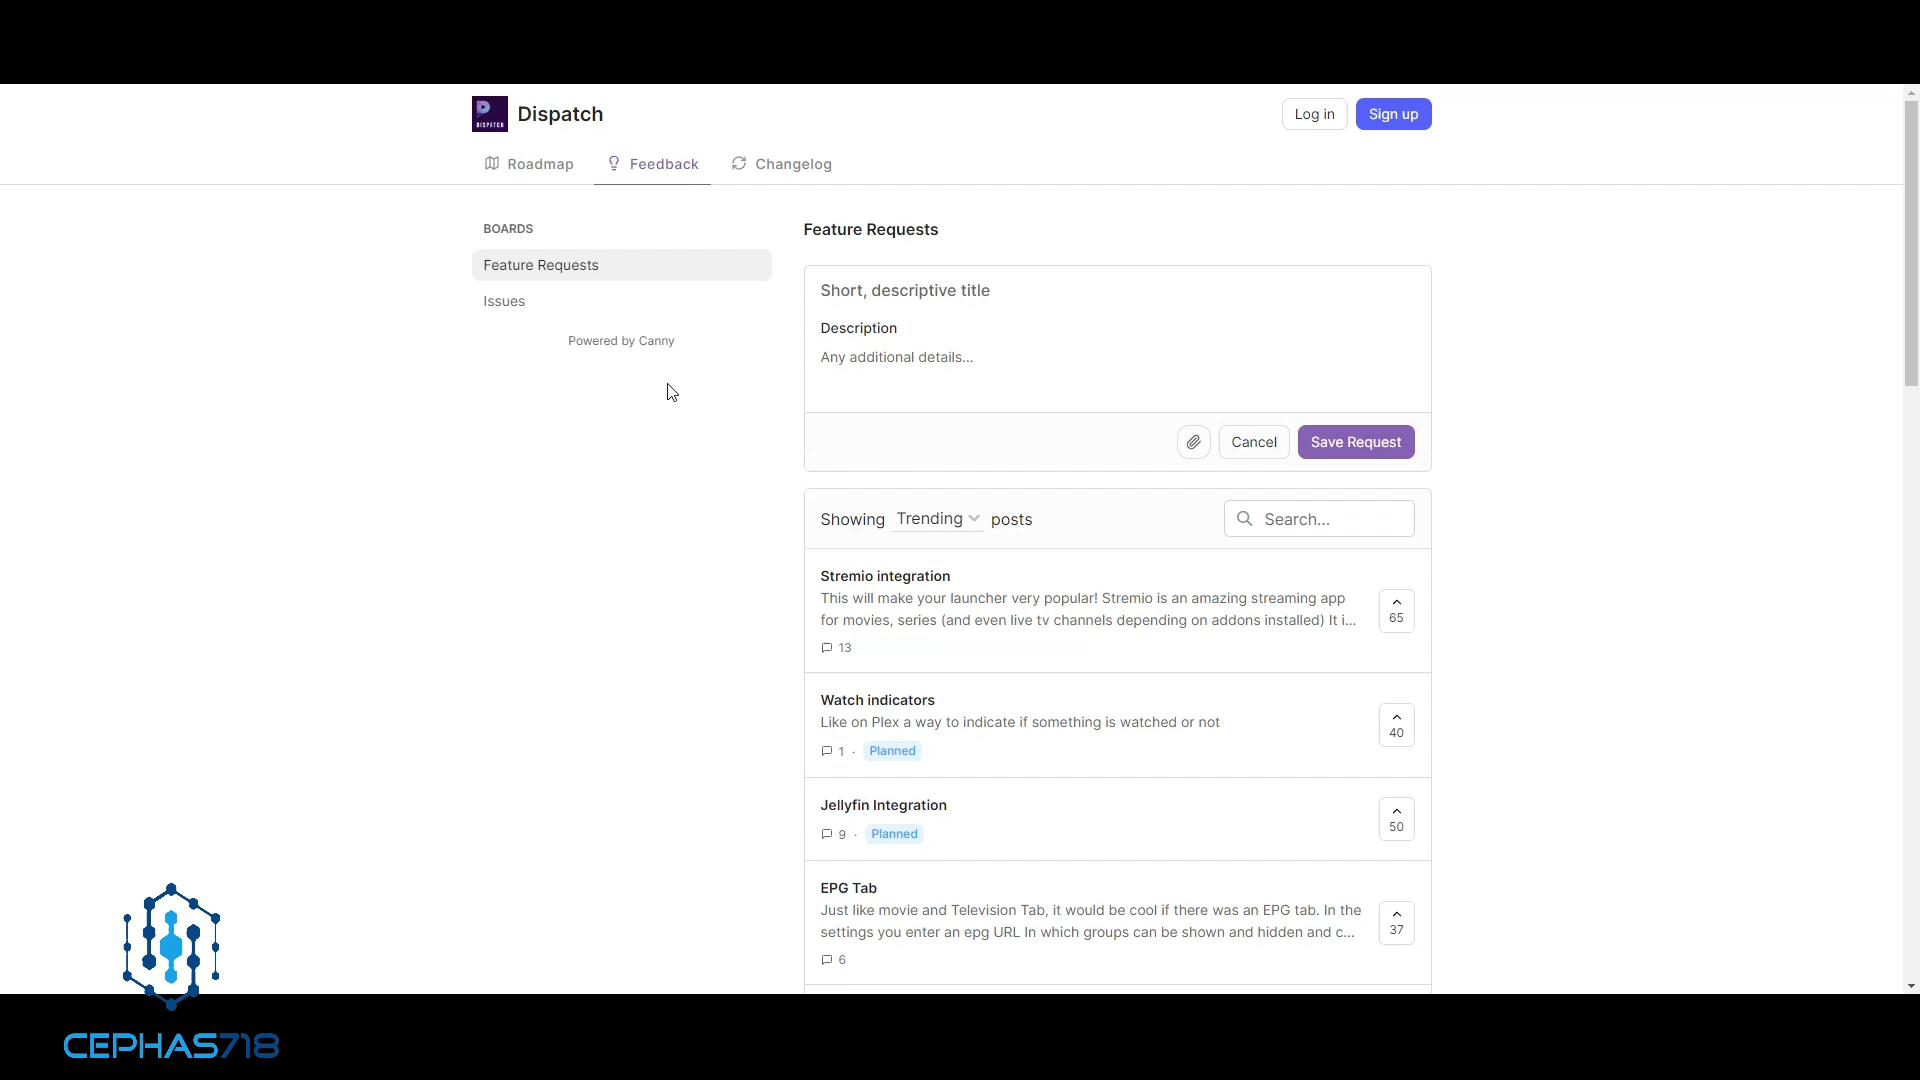 DISPATCH
Dispatch
Log in
Sign up
Roadmap
Feedback
Changelog
BOARDS
Feature Requests
Issues
Powered by Canny
Feature Requests
Short, descriptive title
Description
Any additional details...
Cancel
Save Request
Showing Trending posts
Search...
Stremio integration
This will make your launcher very popular! Stremio is an amazing streaming app
for movies, series (and even live tv channels depending on addons installed) It i...
65
13
Watch indicators
Like on Plex a way to indicate if something is watched or not
40
1 · Planned
Jellyfin Integration
50
9 · Planned
EPG Tab
Just like movie and Television Tab, it would be cool if there was an EPG tab. In the
settings you enter an epg URL In which groups can be shown and hidden and c...
37
6
CEPHAS718